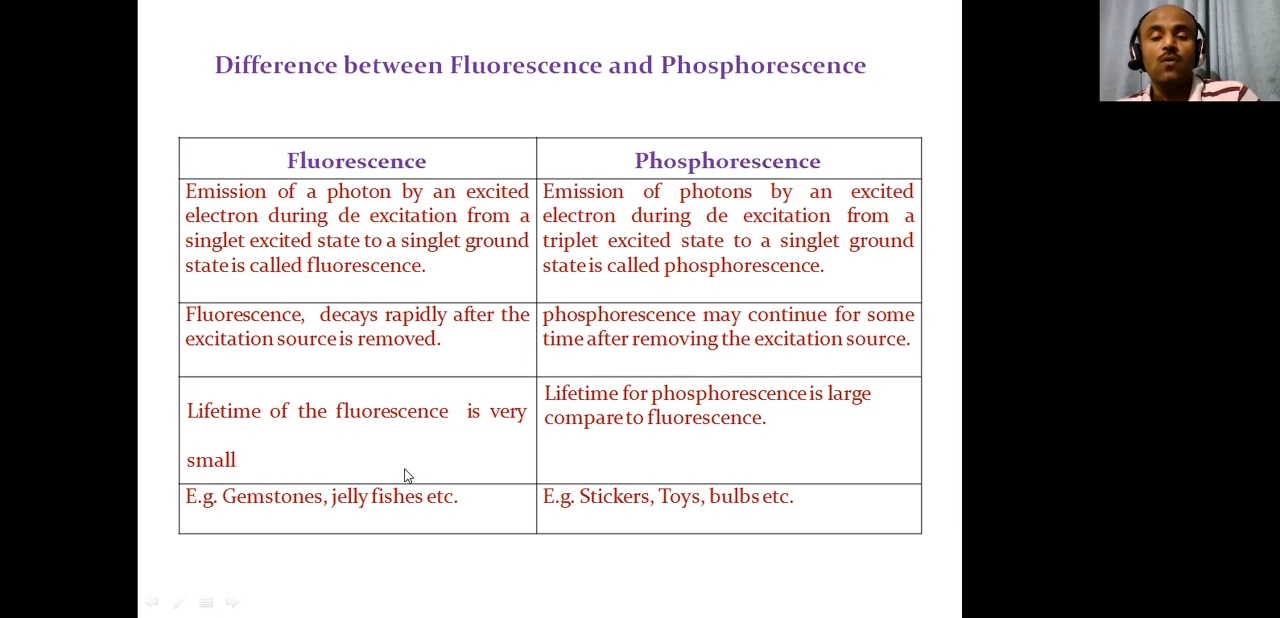 Difference between Fluorescence and Phosphorescence
Fluorescence
Phosphorescence
Emission of a photon by an excited
electron during de excitation from a
singlet excited state to a singlet ground
state is called fluorescence.
Emission of photons by an excited
electron during de excitation from a
triplet excited state to a singlet ground
state is called phosphorescence.
Fluorescence, decays rapidly after the
excitation source is removed.
phosphorescence may continue for some
time after removing the excitation source.
Lifetime of the fluorescence is very
small
Lifetime for phosphorescence is large
compare to fluorescence.
E.g. Gemstones, jelly fishes etc.
E.g. Stickers, Toys, bulbs etc.